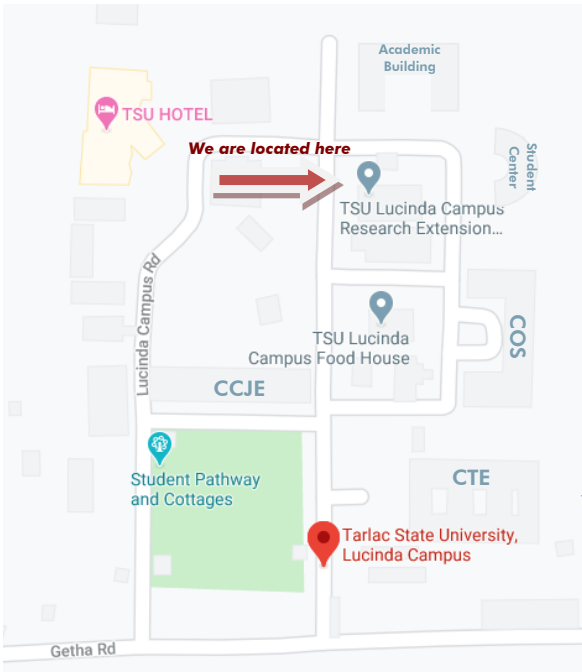 Academic
Building
TSU HOTEL
We are located here
Student
Center
TSU Lucinda Campus
Research Extension...
Lucinda Campus Rd
TSU Lucinda
Campus Food House
COS
CCJE
Student Pathway
and Cottages
CTE
Tarlac State University,
Lucinda Campus
Getha Rd